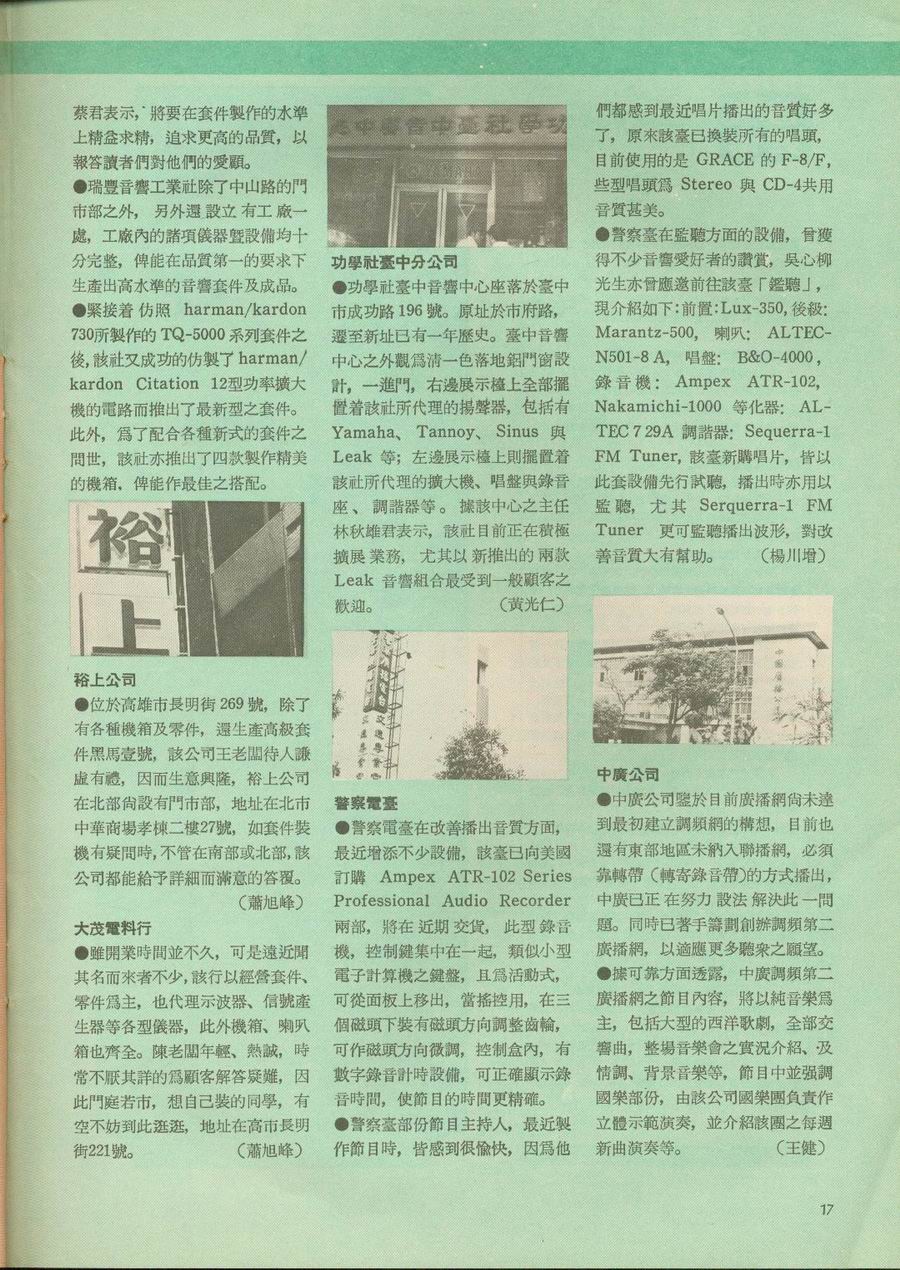 蔡君表示,將要在套件製作的水準
上精益求精，追求更高的品質，以
報答讀者們對他們的愛顧。
●瑞豐音響工業社除了中山路的門
市部之外，另外還設立有工廠一
處，工廠內的諸項儀器曁設備均十
分完整，俾能在品質第一的要求下
生產出高水準的音響套件及成品。
●緊接着仿照 harman/kardon
730所製作的 TQ-5000 系列套件之
後,該社又成功的仿製了harman/
kardon Citation 12型功率擴大
機的電路而推出了最新型之套件。
此外，爲了配合各種新式的套件之
問世，該社亦推出了四款製作精美
的機箱，俾能作最佳之搭配。
裕上
裕上公司
●位於高雄市長明街 269 號，除了
有各種機箱及零件，還生產高級套
件黑馬壹號，該公司王老闆待人謙
虛有禮，因而生意興隆，裕上公司
在北部尙設有門市部，地址在北市
中華商場孝棟二樓27號，如套件裝
機有疑問時,不管在南部或北部,該
公司都能給予詳細而滿意的答覆。
（蕭旭峰）
大茂電料行
●雖開業時間並不久，可是遠近聞
其名而來者不少,該行以經營套件、
零件爲主，也代理示波器、信號產
生器等各型儀器，此外機箱、喇叭
箱也齊全。陳老闆年輕、熱誠，時
常不厭其詳的爲顧客解答疑難，因
此門庭若市，想自己裝的同學，有
空不妨到此逛逛，地址在高市長明
街221號。（蕭旭峰）
功學社臺中音響中心
功學社臺中分公司
●功學社臺中音響中心座落於臺中
市成功路 196 號。原址於市府路，
遷至新址已有一年歷史。臺中音響
中心之外觀爲清一色落地鋁門窗設
計，一進門，右邊展示檯上全部擺
置着該社所代理的揚聲器，包括有
Yamaha、Tannoy、Sinus 與
Leak 等；左邊展示檯上則擺置着
該社所代理的擴大機、唱盤與錄音
座、調諧器等。據該中心之主任
林秋雄君表示，該社目前正在積極
擴展業務，尤其以新推出的兩款
Leak 音響組合最受到一般顧客之
歡迎。（黃光仁）
警察電臺
●警察電臺在改善播出音質方面，
最近增添不少設備，該臺已向美國
訂購 Ampex ATR-102 Series
Professional Audio Recorder
兩部，將在近期交貨，此型錄音
機，控制鍵集中在一起，類似小型
電子計算機之鍵盤，且爲活動式，
可從面板上移出，當搖控用，在三
個磁頭下裝有磁頭方向調整齒輪，
可作磁頭方向微調，控制盒內，有
數字錄音計時設備，可正確顯示錄
音時間，使節目的時間更精確。
●警察臺部份節目主持人，最近製
作節目時，皆感到很愉快，因爲他
們都感到最近唱片播出的音質好多
了，原來該臺已換裝所有的唱頭，
目前使用的是 GRACE 的 F-8/F，
些型唱頭爲 Stereo 與 CD-4共用
音質甚美。
●警察臺在監聽方面的設備，曾獲
得不少音響愛好者的讚賞，吳心柳
光生亦曾應邀前往該臺「鑑聽」，
現介紹如下:前置:Lux-350,後級:
Marantz-500，喇叭：ALTEC-
N501-8 A，唱盤：B&O-4000，
錄音機：Ampex ATR-102，
Nakamichi-1000 等化器：AL-
TEC 7 29A 調諧器：Sequerra-1
FM Tuner，該臺新購唱片，皆以
此套設備先行試聽，播出時亦用以
監聽，尤其 Serquerra-1 FM
Tuner 更可監聽播出波形，對改
善音質大有幫助。（楊川增）
中國廣播公司
中廣公司
●中廣公司鑒於目前廣播網尙未達
到最初建立調頻網的構想，目前也
還有東部地區未納入聯播網，必須
靠轉帶（轉寄錄音帶)的方式播出，
中廣已正在努力設法解決此一問
題。同時已著手籌劃創辦調頻第二
廣播網，以適應更多聽衆之願望。
●據可靠方面透露，中廣調頻第二
廣播網之節目內容，將以純音樂爲
主，包括大型的西洋歌劇，全部交
響曲，整場音樂會之實況介紹、及
情調、背景音樂等，節目中並强調
國樂部份，由該公司國樂團負責作
立體示範演奏，並介紹該團之每週
新曲演奏等。（王健）
17